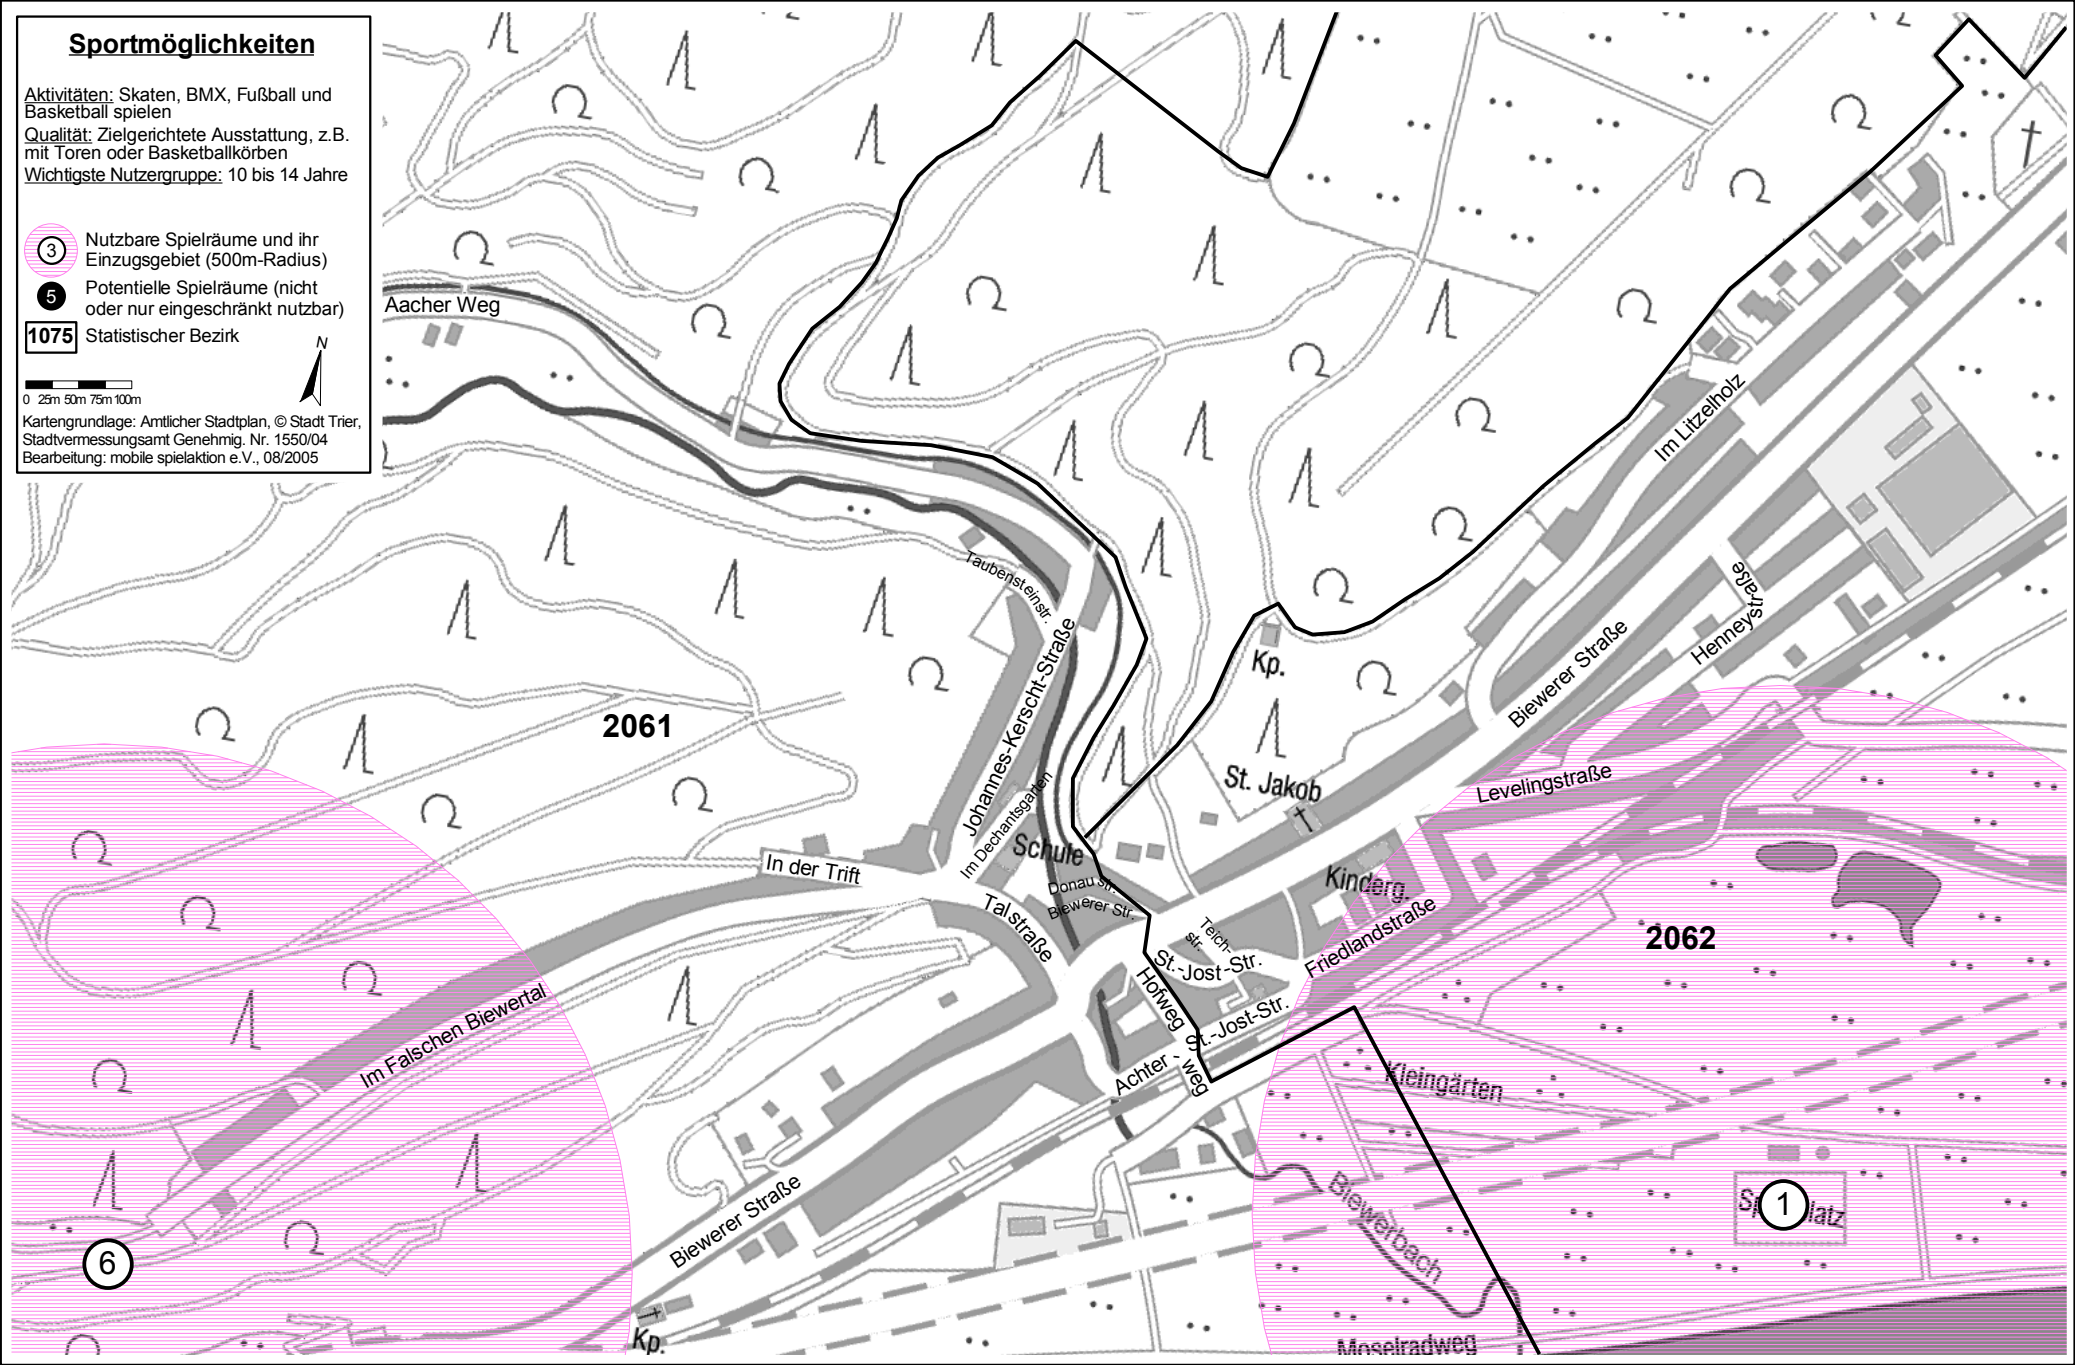 Sportmöglichkeiten
Aktivitäten: Skaten, BMX, Fußball und
Basketball spielen
Qualität: Zielgerichtete Ausstattung, z.B.
mit Toren oder Basketballkörben
Wichtigste Nutzergruppe: 10 bis 14 Jahre
3
Nutzbare Spielräume und ihr
Einzugsgebiet (500m-Radius)
5
Potentielle Spielräume (nicht
oder nur eingeschränkt nutzbar)
1075
Statistischer Bezirk
N
0 25m 50m 75m 100m
Kartengrundlage: Amtlicher Stadtplan, © Stadt Trier,
Stadtvermessungsamt Genehmig. Nr. 1550/04
Bearbeitung: mobile spielaktion e.V., 08/2005
Aacher Weg
Im Litzelholz
Taubensteinstr.
Henneystraße
Johannes-Kerscht-Straße
Biewerer Straße
Kp.
2061
St. Jakob
Levelingstraße
Im Dechantsgarten
Schule
In der Trift
Kinderg.
Donaustr.
Biewerer Str.
Talstraße
Teich-
str.
Friedlandstraße
2062
St.-Jost-Str.
Hofweg
Im Falschen Biewertal
St.-Jost-Str.
Achter-
weg
Kleingärten
Biewerer Straße
Biewerbach
Sp
1
latz
6
Kp.
Moselradweg